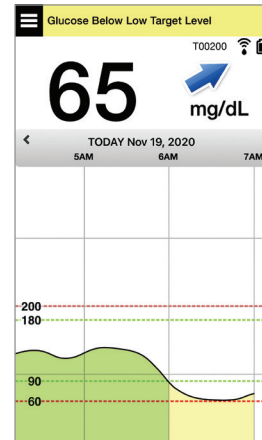 Glucose Below Low Target Level
T00200
65
mg/dL
TODAY Nov 19, 2020
5AM 6AM 7AM
200
180
90
60